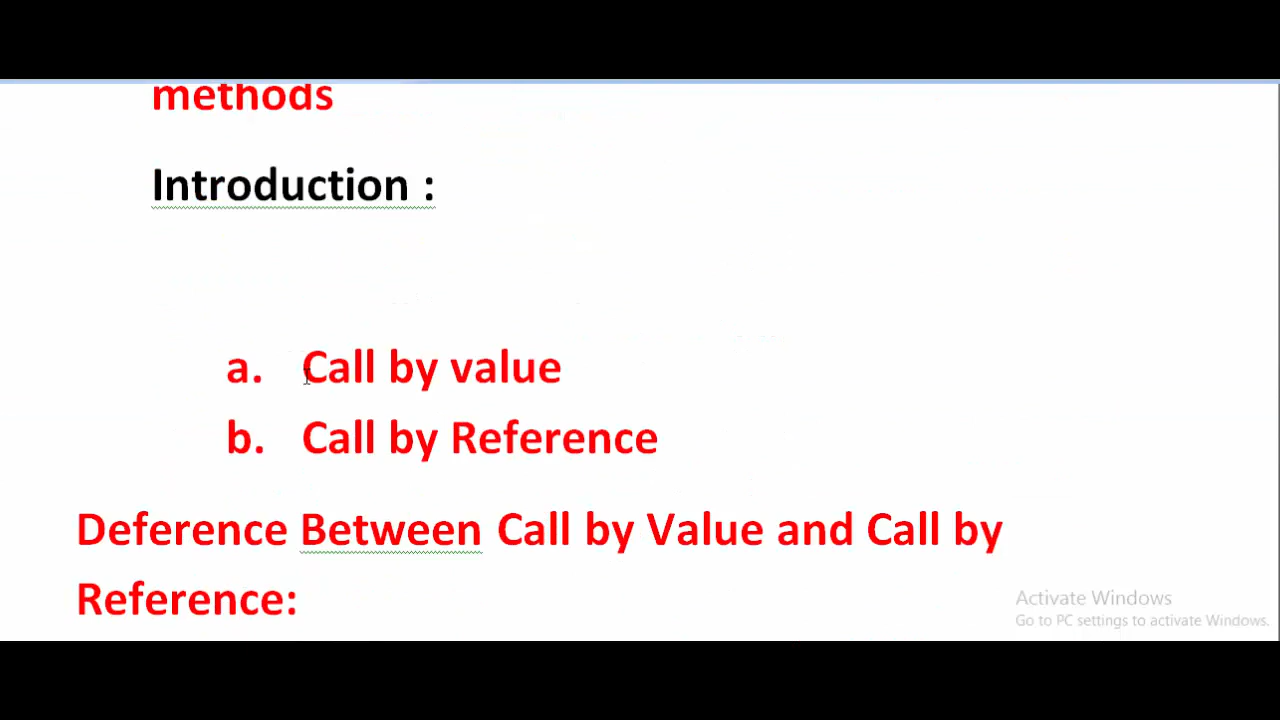 methods
Introduction :
a. Call by value
b. Call by Reference
Deference Between Call by Value and Call by
Reference:
Activate Windows
Go to PC settings to activate Windows.